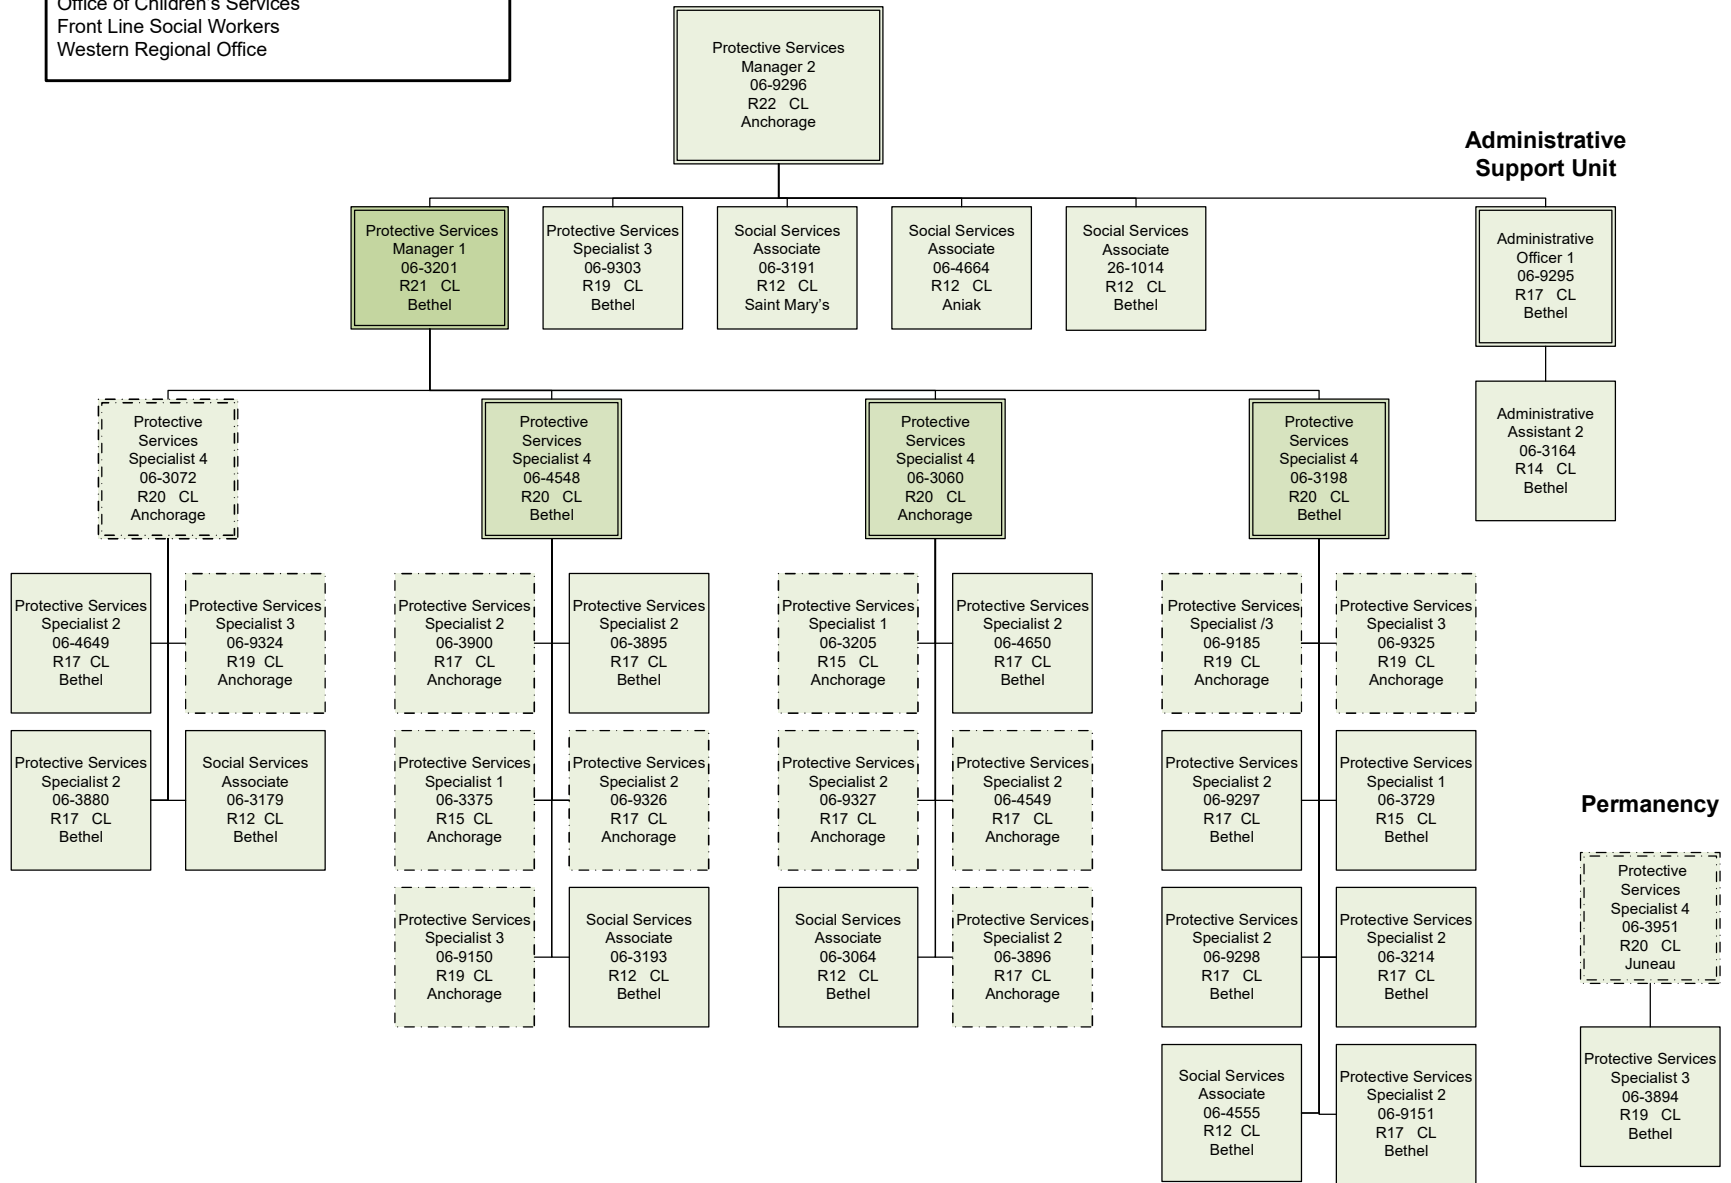 Office of Children's Services
Front Line Social Workers
Western Regional Office
Protective Services
Manager 2
06-9296
R22 CL
Anchorage
Administrative
Support Unit
Protective Services
Manager 1
06-3201
R21 CL
Bethel
Protective Services
Specialist 3
06-9303
R19 CL
Bethel
Social Services
Associate
06-3191
R12 CL
Saint Mary's
Social Services
Associate
06-4664
R12 CL
Aniak
Social Services
Associate
26-1014
R12 CL
Bethel
Administrative
Officer 1
06-9295
R17 CL
Bethel
Administrative
Assistant 2
06-3164
R14 CL
Bethel
Protective
Services
Specialist 4
06-3072
R20 CL
Anchorage
Protective
Services
Specialist 4
06-4548
R20 CL
Bethel
Protective
Services
Specialist 4
06-3060
R20 CL
Anchorage
Protective
Services
Specialist 4
06-3198
R20 CL
Bethel
Protective Services
Specialist 2
06-4649
R17 CL
Bethel
Protective Services
Specialist 3
06-9324
R19 CL
Anchorage
Protective Services
Specialist 2
06-3900
R17 CL
Anchorage
Protective Services
Specialist 2
06-3895
R17 CL
Bethel
Protective Services
Specialist 1
06-3205
R15 CL
Anchorage
Protective Services
Specialist 2
06-4650
R17 CL
Bethel
Protective Services
Specialist /3
06-9185
R19 CL
Anchorage
Protective Services
Specialist 3
06-9325
R19 CL
Anchorage
Protective Services
Specialist 2
06-3880
R17 CL
Bethel
Social Services
Associate
06-3179
R12 CL
Bethel
Protective Services
Specialist 1
06-3375
R15 CL
Anchorage
Protective Services
Specialist 2
06-9326
R17 CL
Anchorage
Protective Services
Specialist 2
06-9327
R17 CL
Anchorage
Protective Services
Specialist 2
06-4549
R17 CL
Anchorage
Protective Services
Specialist 2
06-9297
R17 CL
Bethel
Protective Services
Specialist 1
06-3729
R15 CL
Bethel
Permanency
Protective Services
Specialist 3
06-9150
R19 CL
Anchorage
Social Services
Associate
06-3193
R12 CL
Bethel
Social Services
Associate
06-3064
R12 CL
Bethel
Protective Services
Specialist 2
06-3896
R17 CL
Anchorage
Protective Services
Specialist 2
06-9298
R17 CL
Bethel
Protective Services
Specialist 2
06-3214
R17 CL
Bethel
Protective
Services
Specialist 4
06-3951
R20 CL
Juneau
Social Services
Associate
06-4555
R12 CL
Bethel
Protective Services
Specialist 2
06-9151
R17 CL
Bethel
Protective Services
Specialist 3
06-3894
R19 CL
Bethel